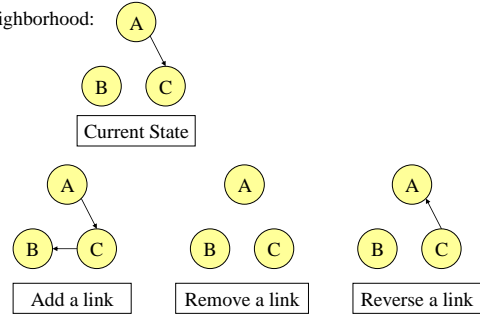 ighborhood:
A
B C
Current State
A A A
B C B C B C
Add a link Remove a link Reverse a link